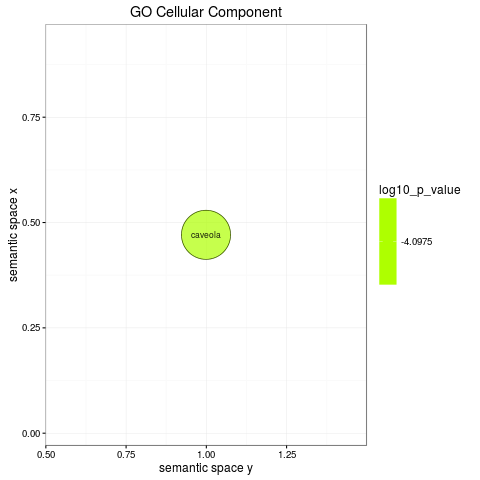 GO Cellular Component
semantic space x
0.75
0.50
0.25
0.00
caveola
0.50
0.75
1.00
1.25
semantic space y
log10_p_value
-4.0975